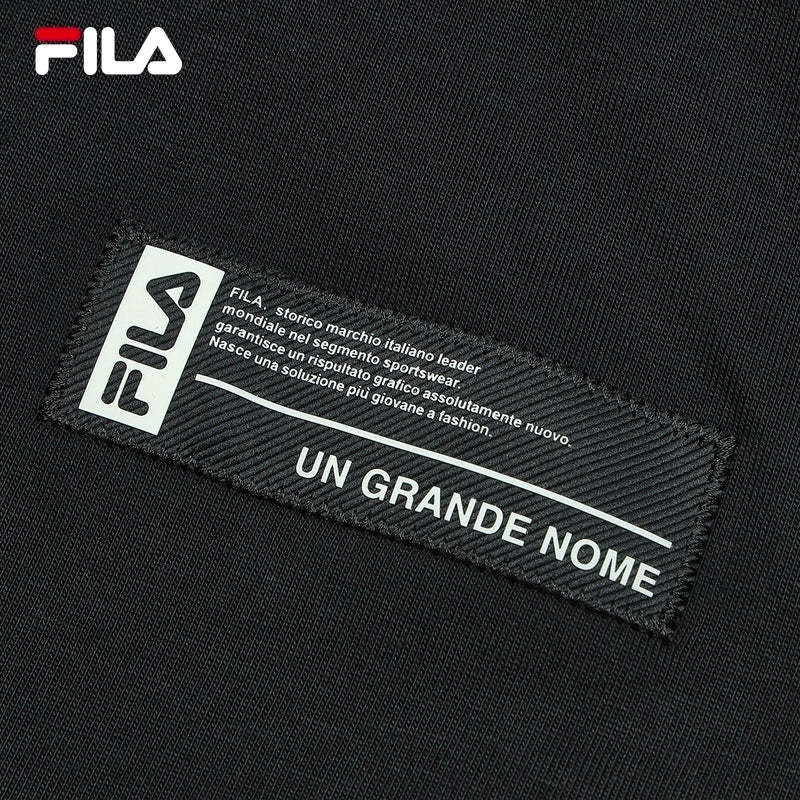 FILA
FILA
FILA, storico marchio italiano leader
mondiale nel segmento sportswear.
garantisce un rispultato grafico assolutamente nuovo.
Nasce una soluzione più giovane a fashion.
UN GRANDE NOME